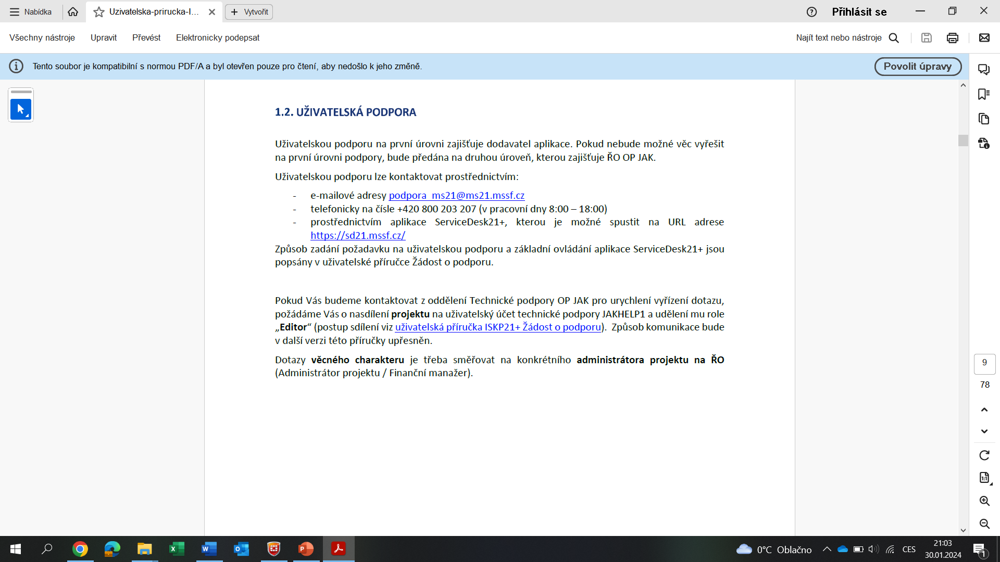 Nabídka
Uzivatelska-prirucka-I...
Vytvořit
Přihlásit se
Všechny nástroje
Upravit
Převést
Elektronicky podepsat
Najít text nebo nástroje
Tento soubor je kompatibilní s normou PDF/A a byl otevřen pouze pro čtení, aby nedošlo k jeho změně.
Povolit úpravy
1.2. UŽIVATELSKÁ PODPORA
Uživatelskou podporu na první úrovni zajišťuje dodavatel aplikace. Pokud nebude možné věc vyřešit
na první úrovni podpory, bude předána na druhou úroveň, kterou zajišťuje ŘO OP JAK.
Uživatelskou podporu lze kontaktovat prostřednictvím:
- e-mailové adresy podpora_ms21@ms21.mssf.cz
- telefonicky na čísle +420 800 203 207 (v pracovní dny 8:00 – 18:00)
- prostřednictvím aplikace ServiceDesk21+, kterou je možné spustit na URL adrese
https://sd21.mssf.cz/
Způsob zadání požadavku na uživatelskou podporu a základní ovládání aplikace ServiceDesk21+ jsou
popsány v uživatelské příručce Žádost o podporu.
Pokud Vás budeme kontaktovat z oddělení Technické podpory OP JAK pro urychlení vyřízení dotazu,
požádáme Vás o nasdílení projektu na uživatelský účet technické podpory JAKHELP1 a udělení mu role
„Editor“ (postup sdílení viz uživatelská příručka ISKP21+ Žádost o podporu). Způsob komunikace bude
v další verzi této příručky upřesněn.
Dotazy věcného charakteru je třeba směřovat na konkrétního administrátora projektu na ŘO
(Administrátor projektu / Finanční manažer).
9
78
1:1
0°C Oblačno
CES
21:03
30.01.2024
1